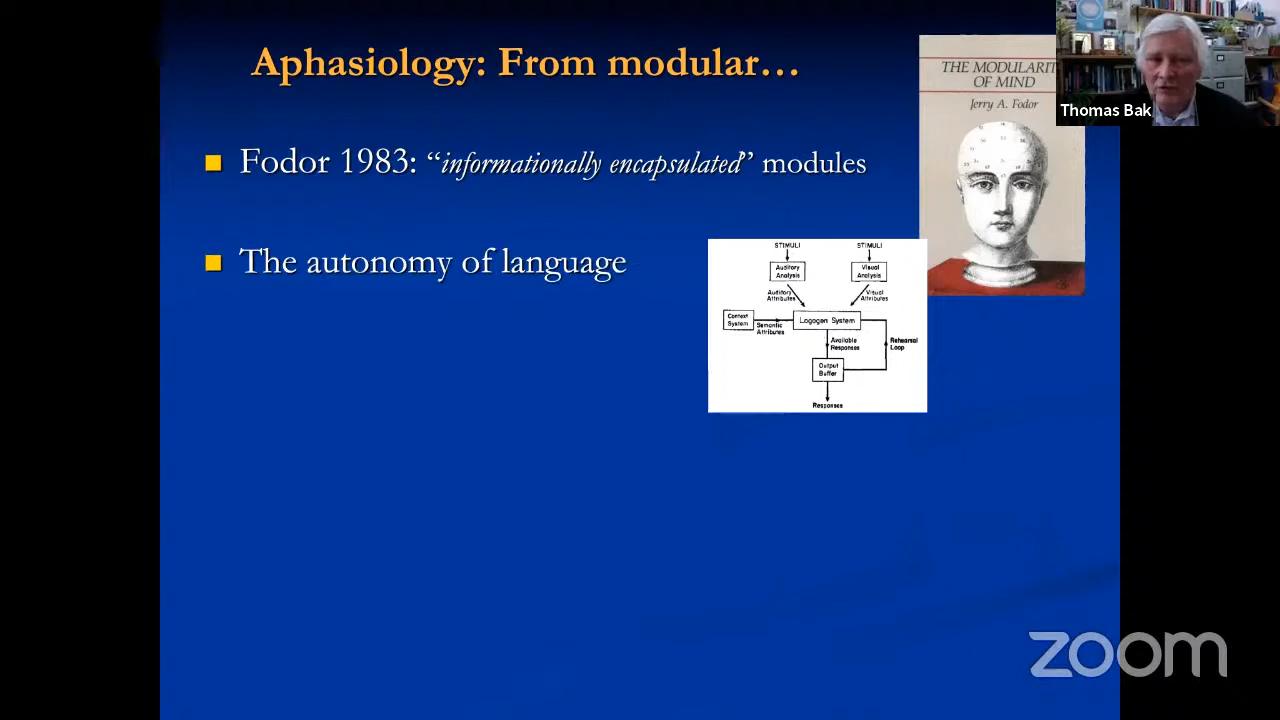 Aphasiology: From modular…
THE MODULARIT
OF MIND
Jerry A. Fodor
Thomas Bak
Fodor 1983: “informationally encapsulated” modules
The autonomy of language
STIMULI
STIMULI
Auditory
Analysis
Visual
Analysis
Auditory
Attributes
Visual
Attributes
Context
System
Semantic
Attributes
Logogen System
Available
Responses
Rehearsal
Loop
Output
Buffer
Responses
zoom